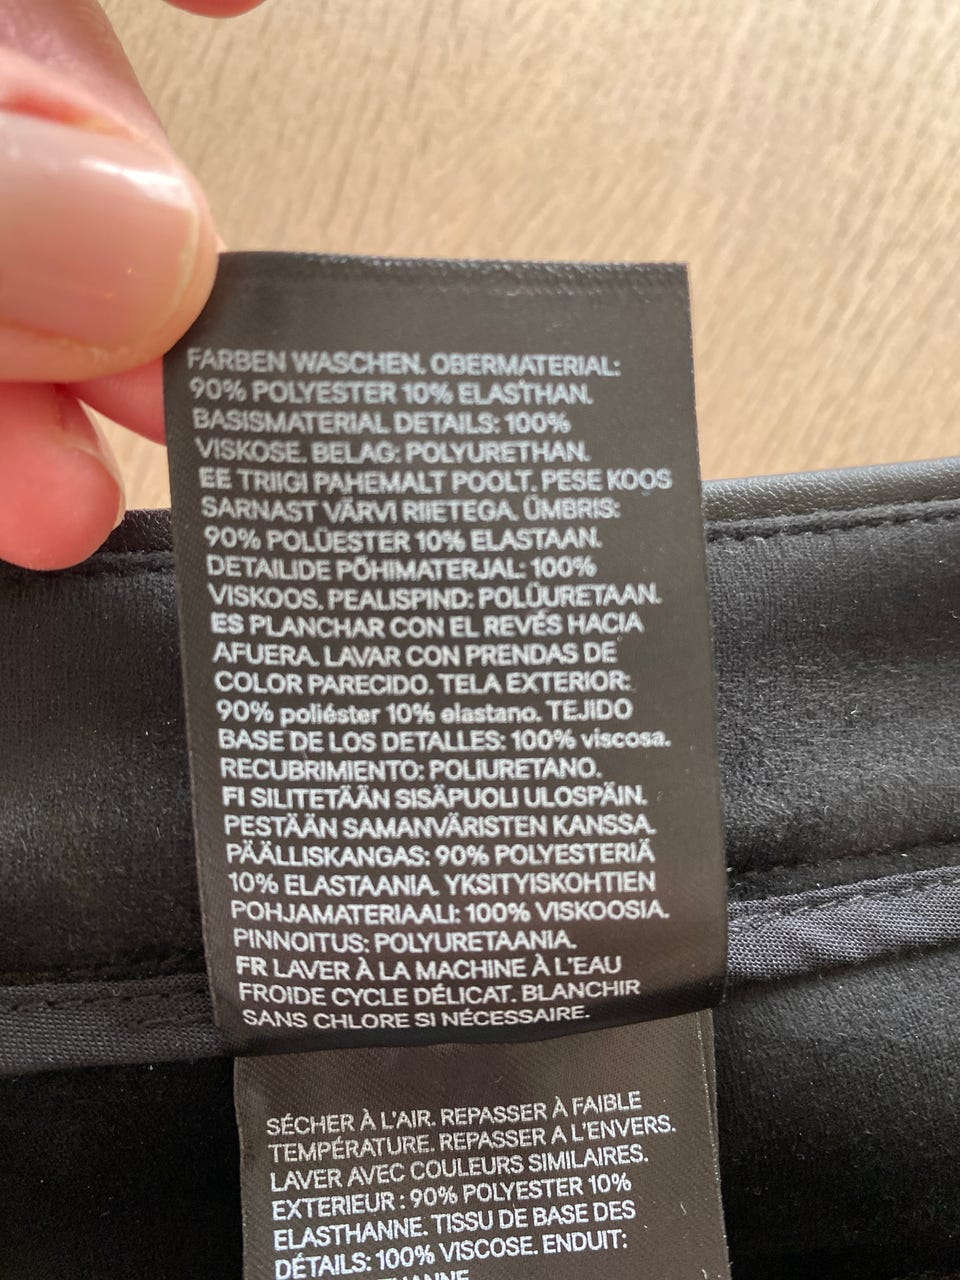 FARBEN WASCHEN. OBERMATERIAL:
90% POLYESTER 10% ELASTHAN.
BASISMATERIAL DETAILS: 100%
VISKOSE. BELAG: POLYURETHAN.
EE TRIIGI PAHEMALT POOLT. PESE KOOS
SARNAST VÄRVI RIIETEGA. ÜMBRIS:
90% POLÜESTER 10% ELASTAAN.
DETAILIDE PÕHIMATERJAL: 100%
VISKOOS. PEALISPIND: POLÜURETAAN.
ES PLANCHAR CON EL REVÉS HACIA
AFUERA. LAVAR CON PRENDAS DE
COLOR PARECIDO. TELA EXTERIOR:
90% poliéster 10% elastano. TEJIDO
BASE DE LOS DETALLES: 100% viscosa.
RECUBRIMIENTO: POLIURETANO.
FI SILITETÄÄN SISÄPUOLI ULOSPÄIN.
PESTÄÄN SAMANVÄRISTEN KANSSA.
PÄÄLLISKANGAS: 90% POLYESTERIÄ
10% ELASTAANIA. YKSITYISKOHTIEN
POHJAMATERIAALI: 100% VISKOOSIA.
PINNOITUS: POLYURETAANIA.
FR LAVER À LA MACHINE À L'EAU
FROIDE CYCLE DÉLICAT. BLANCHIR
SANS CHLORE SI NÉCESSAIRE.
SÉCHER À L'AIR. REPASSER À FAIBLE
TEMPÉRATURE. REPASSER A L'ENVERS.
LAVER AVEC COULEURS SIMILAIRES.
EXTERIEUR : 90% POLYESTER 10%
ELASTHANNE. TISSU DE BASE DES
DÉTAILS: 100% VISCOSE. ENDUIT: